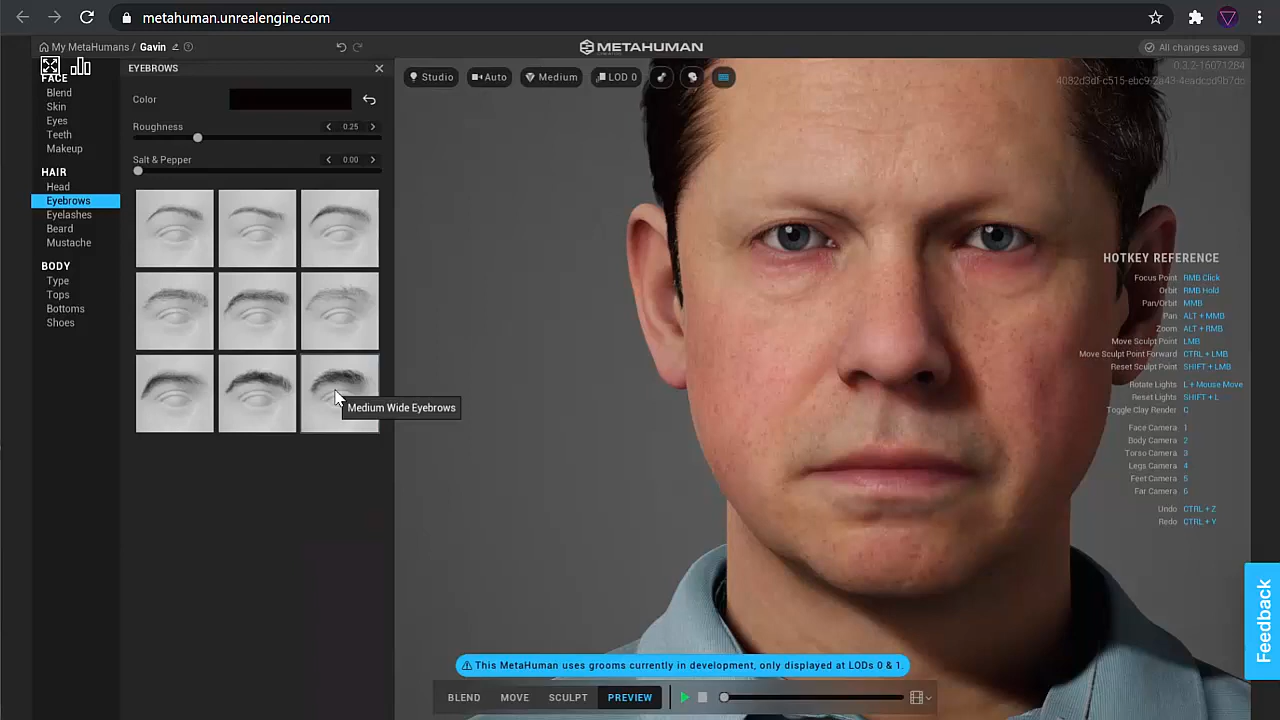 metahuman.unrealengine.com
My MetaHumans / Gavin
METAHUMAN
All changes saved
0.3.2-16071284
FACE
Blend
Skin
Eyes
Teeth
Makeup
HAIR
Head
Eyebrows
Eyelashes
Beard
Mustache
BODY
Type
Tops
Bottoms
Shoes
EYEBROWS
Color
Roughness 0.25
Salt & Pepper 0.00
Medium Wide Eyebrows
Studio Auto Medium LOD 0
HOTKEY REFERENCE
Focus Point RMB Click
Orbit RMB Hold
Pan/Orbit MMB
Pan ALT + MMB
Zoom ALT + RMB
Move Sculpt Point LMB
Move Sculpt Point Forward CTRL + LMB
Reset Sculpt Point SHIFT + LMB
Rotate Lights L + Mouse Move
Reset Lights SHIFT + L
Toggle Clay Render C
Face Camera 1
Body Camera 2
Torso Camera 3
Legs Camera 4
Feet Camera 5
Far Camera 6
Undo CTRL + Z
Redo CTRL + Y
Feedback
This MetaHuman uses grooms currently in development, only displayed at LODs 0 & 1.
BLEND MOVE SCULPT PREVIEW